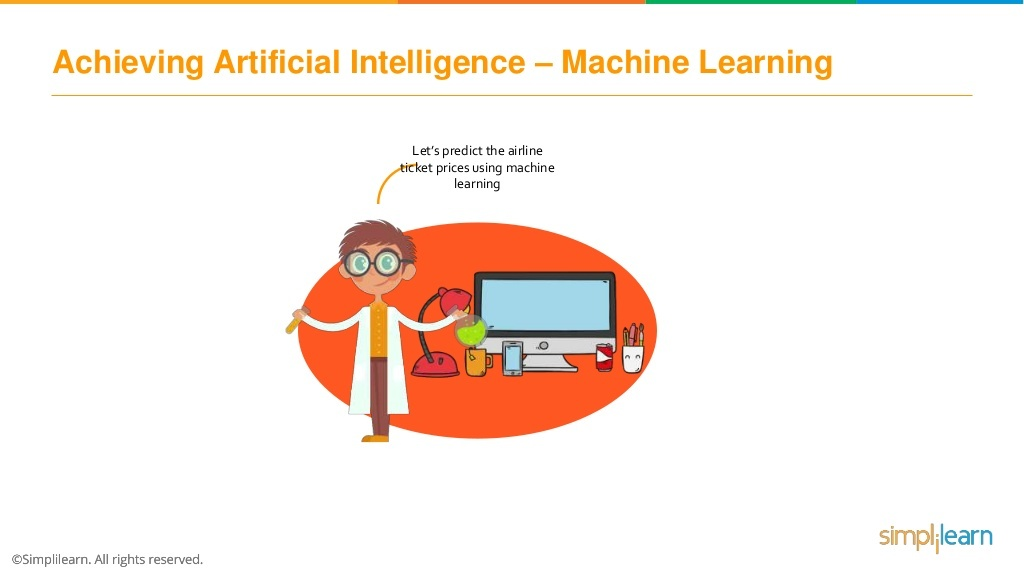 Achieving Artificial Intelligence – Machine Learning
Let's predict the airline
ticket prices using machine
learning
simplilearn
©Simplilearn. All rights reserved.